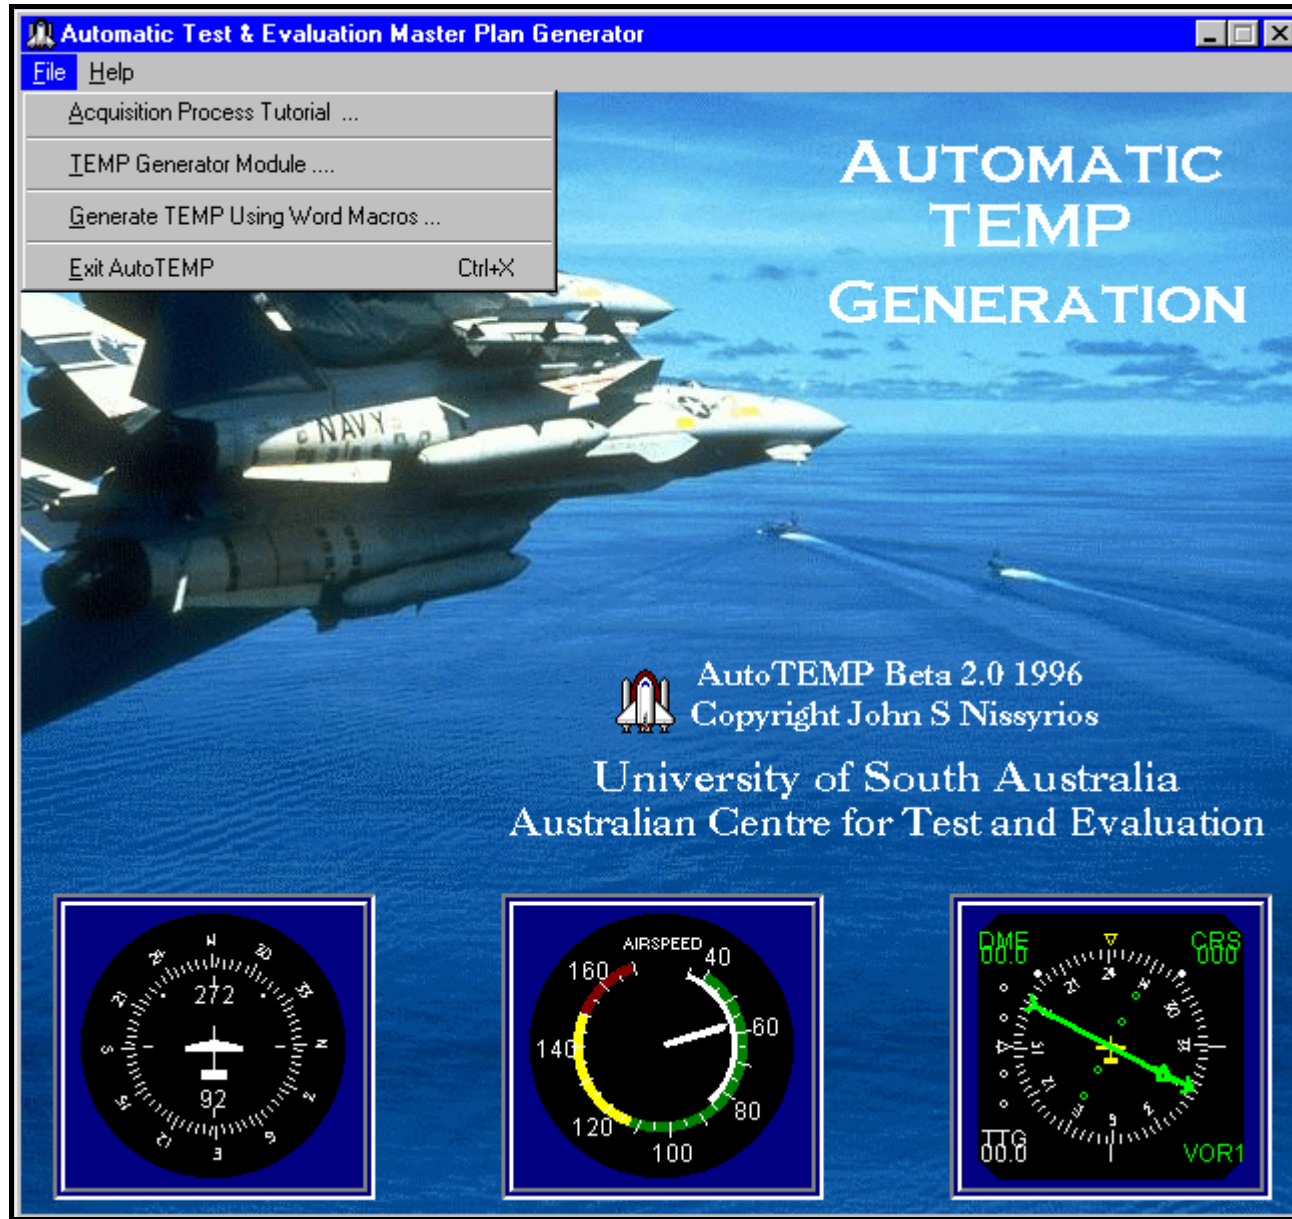 Automatic Test & Evaluation Master Plan Generator
File Help
Acquisition Process Tutorial ...
TEMP Generator Module ....
Generate TEMP Using Word Macros ...
Exit AutoTEMP Ctrl+X
AUTOMATIC
TEMP
GENERATION
NAVY
AutoTEMP Beta 2.0 1996
Copyright John S Nissyrios
University of South Australia
Australian Centre for Test and Evaluation
272
92
E
12
AIRSPEED
40
60
80
100
120
140
160
DME
00.0
CRS
000
TTG
00.0
VOR1